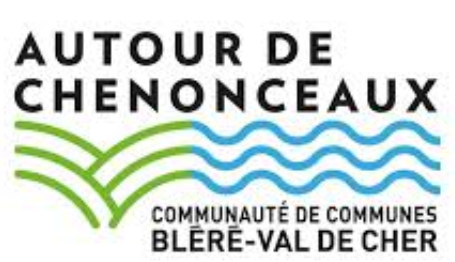 AUTOUR DE
CHENONCEAUX
COMMUNAUTÉ DE COMMUNES
BLÉRÉ-VAL DE CHER